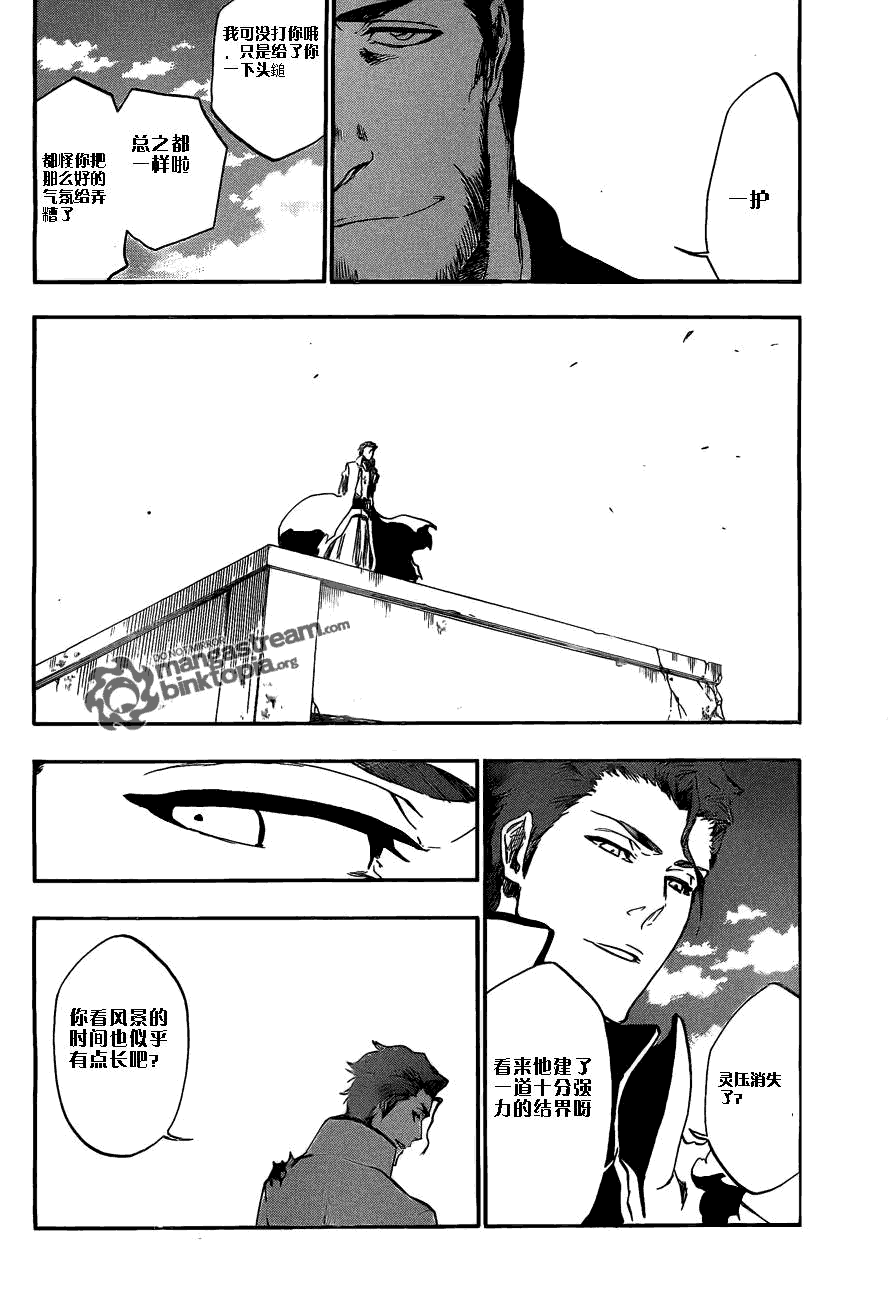 一护
我可没打你哦
，只是给了你
一下头鎚
总之都
一样啦
都怪你把
那么好的
气氛给弄
糟了
DO NOT MIRROR
mangastream.com
binktopia.org
灵压消失
了?
看来他建了
一道十分强
力的结界呀
你看风景的
时间也似乎
有点长吧?